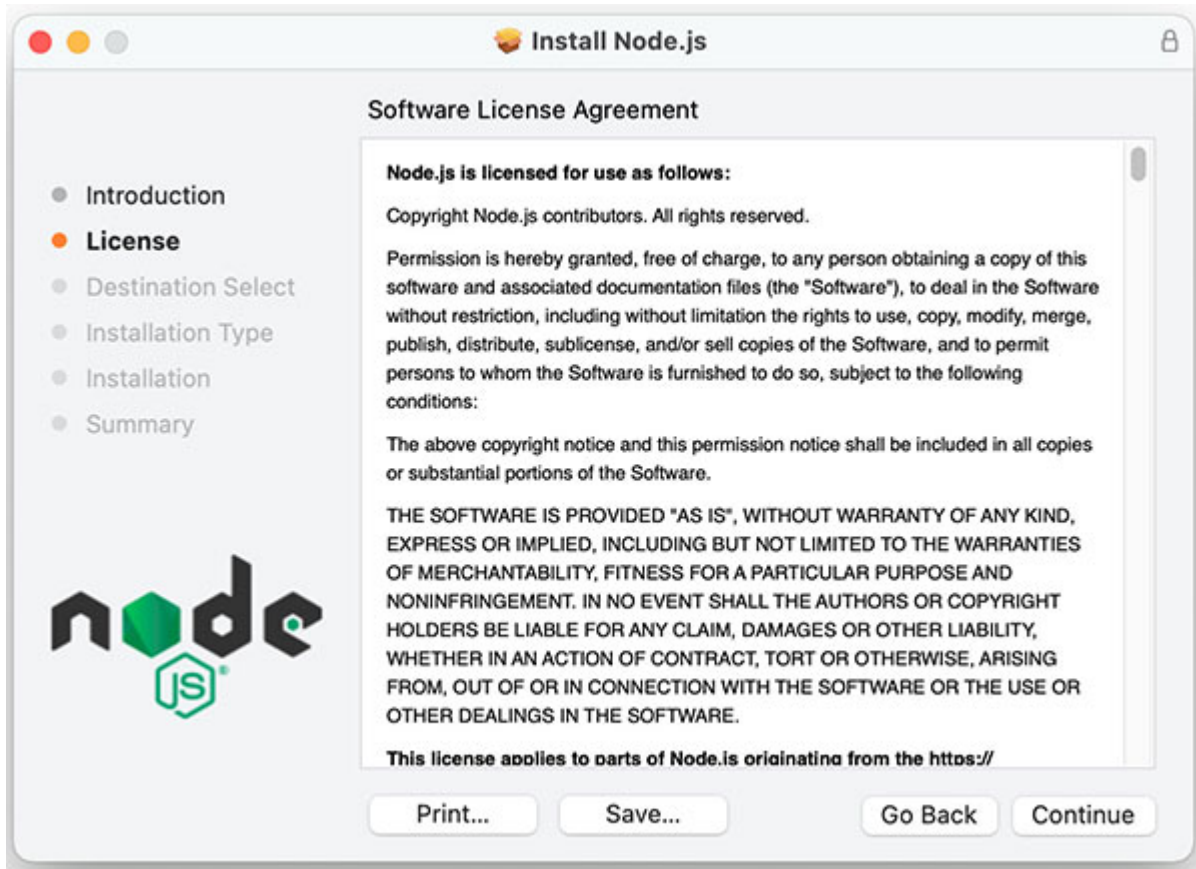 Install Node.js
Software License Agreement
Introduction
License
Destination Select
Installation Type
Installation
Summary
node
JS
Node.js is licensed for use as follows:
Copyright Node.js contributors. All rights reserved.
Permission is hereby granted, free of charge, to any person obtaining a copy of this
software and associated documentation files (the "Software"), to deal in the Software
without restriction, including without limitation the rights to use, copy, modify, merge,
publish, distribute, sublicense, and/or sell copies of the Software, and to permit
persons to whom the Software is furnished to do so, subject to the following
conditions:
The above copyright notice and this permission notice shall be included in all copies
or substantial portions of the Software.
THE SOFTWARE IS PROVIDED "AS IS", WITHOUT WARRANTY OF ANY KIND,
EXPRESS OR IMPLIED, INCLUDING BUT NOT LIMITED TO THE WARRANTIES
OF MERCHANTABILITY, FITNESS FOR A PARTICULAR PURPOSE AND
NONINFRINGEMENT. IN NO EVENT SHALL THE AUTHORS OR COPYRIGHT
HOLDERS BE LIABLE FOR ANY CLAIM, DAMAGES OR OTHER LIABILITY,
WHETHER IN AN ACTION OF CONTRACT, TORT OR OTHERWISE, ARISING
FROM, OUT OF OR IN CONNECTION WITH THE SOFTWARE OR THE USE OR
OTHER DEALINGS IN THE SOFTWARE.
This license applies to parts of Node.js originating from the https://
Print...
Save...
Go Back
Continue